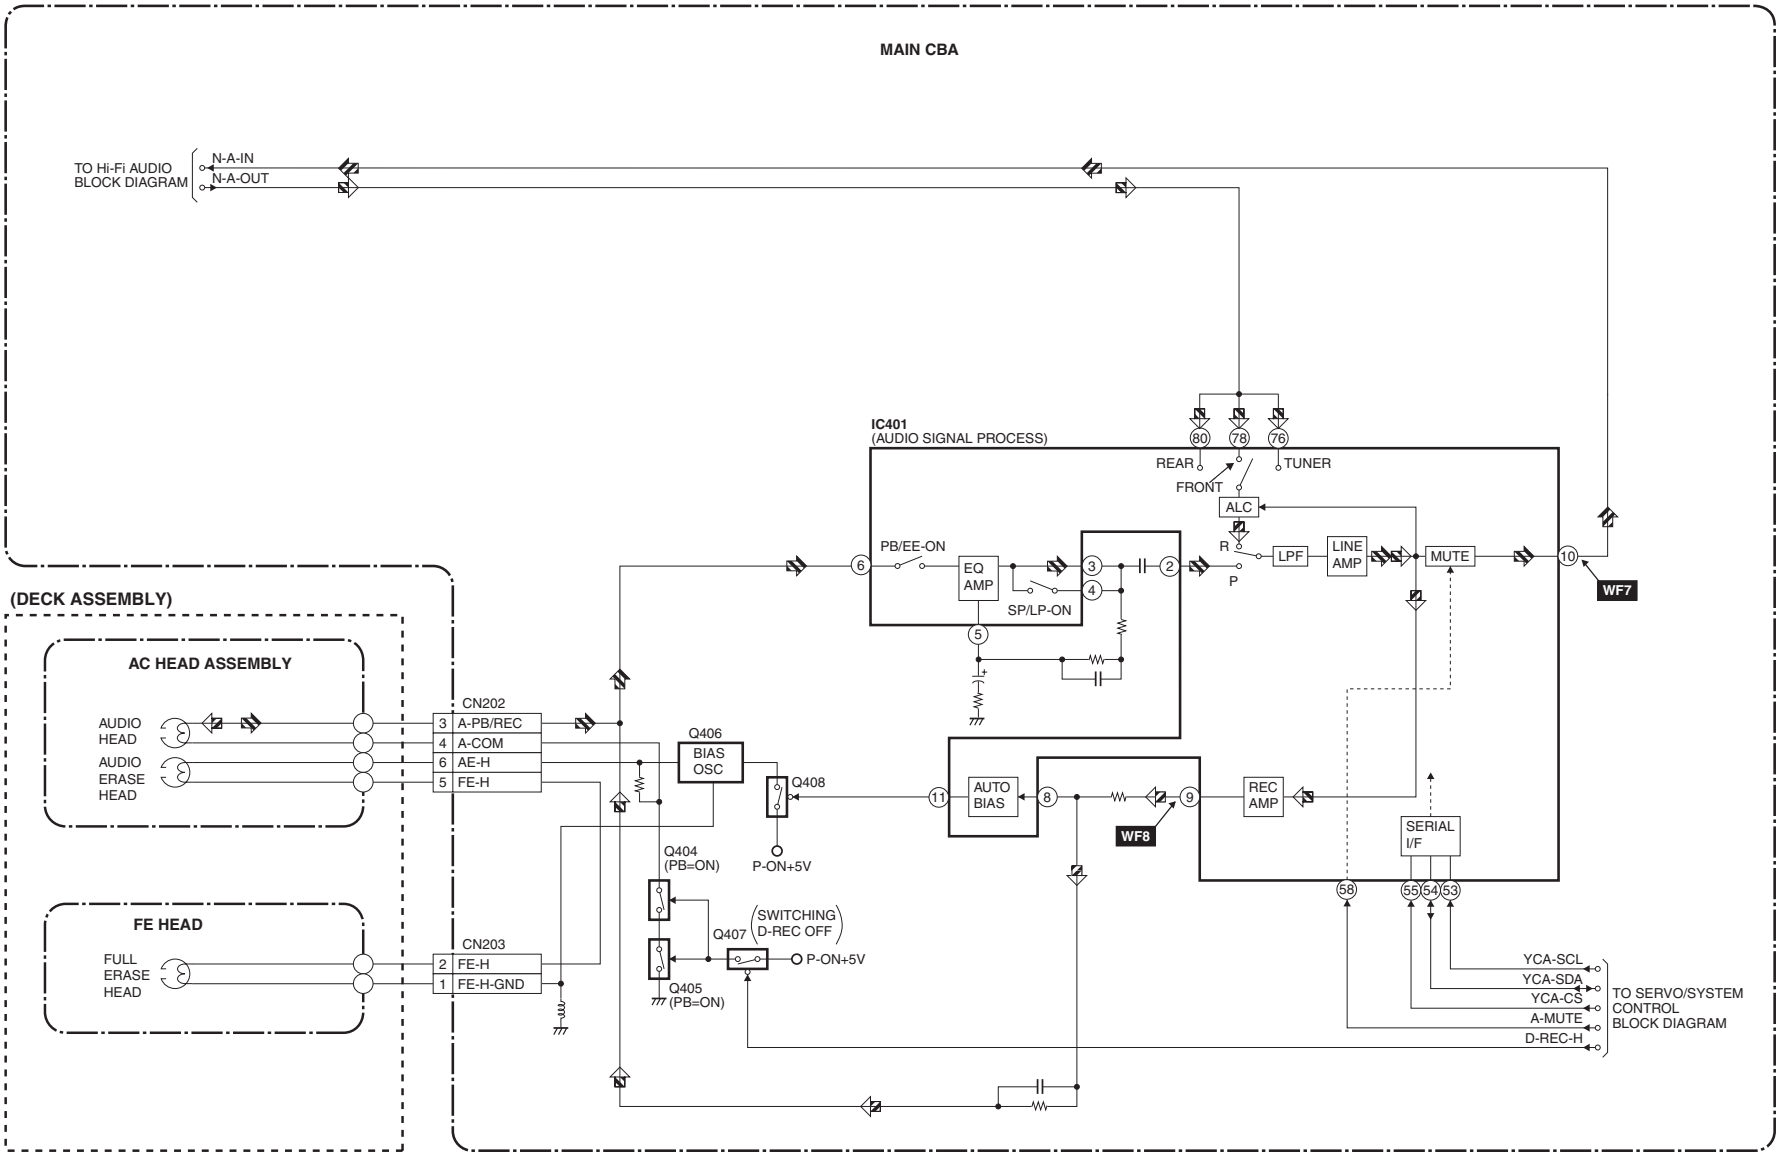 MAIN CBA
TO Hi-Fi AUDIO
BLOCK DIAGRAM
N-A-IN
N-A-OUT
IC401
(AUDIO SIGNAL PROCESS)
80
78
76
REAR
FRONT
TUNER
ALC
R
P
LPF
LINE
AMP
MUTE
10
WF7
6
PB/EE-ON
EQ
AMP
3
4
2
SP/LP-ON
5
+
(DECK ASSEMBLY)
AC HEAD ASSEMBLY
AUDIO
HEAD
AUDIO
ERASE
HEAD
CN202
3 A-PB/REC
4 A-COM
6 AE-H
5 FE-H
Q406
BIAS
OSC
Q408
P-ON+5V
11
AUTO
BIAS
8
9
WF8
REC
AMP
SERIAL
I/F
58
55
54
53
Q404
(PB=ON)
Q407
(SWITCHING
D-REC OFF)
P-ON+5V
Q405
(PB=ON)
FE HEAD
FULL
ERASE
HEAD
CN203
2 FE-H
1 FE-H-GND
YCA-SCL
YCA-SDA
YCA-CS
A-MUTE
D-REC-H
TO SERVO/SYSTEM
CONTROL
BLOCK DIAGRAM